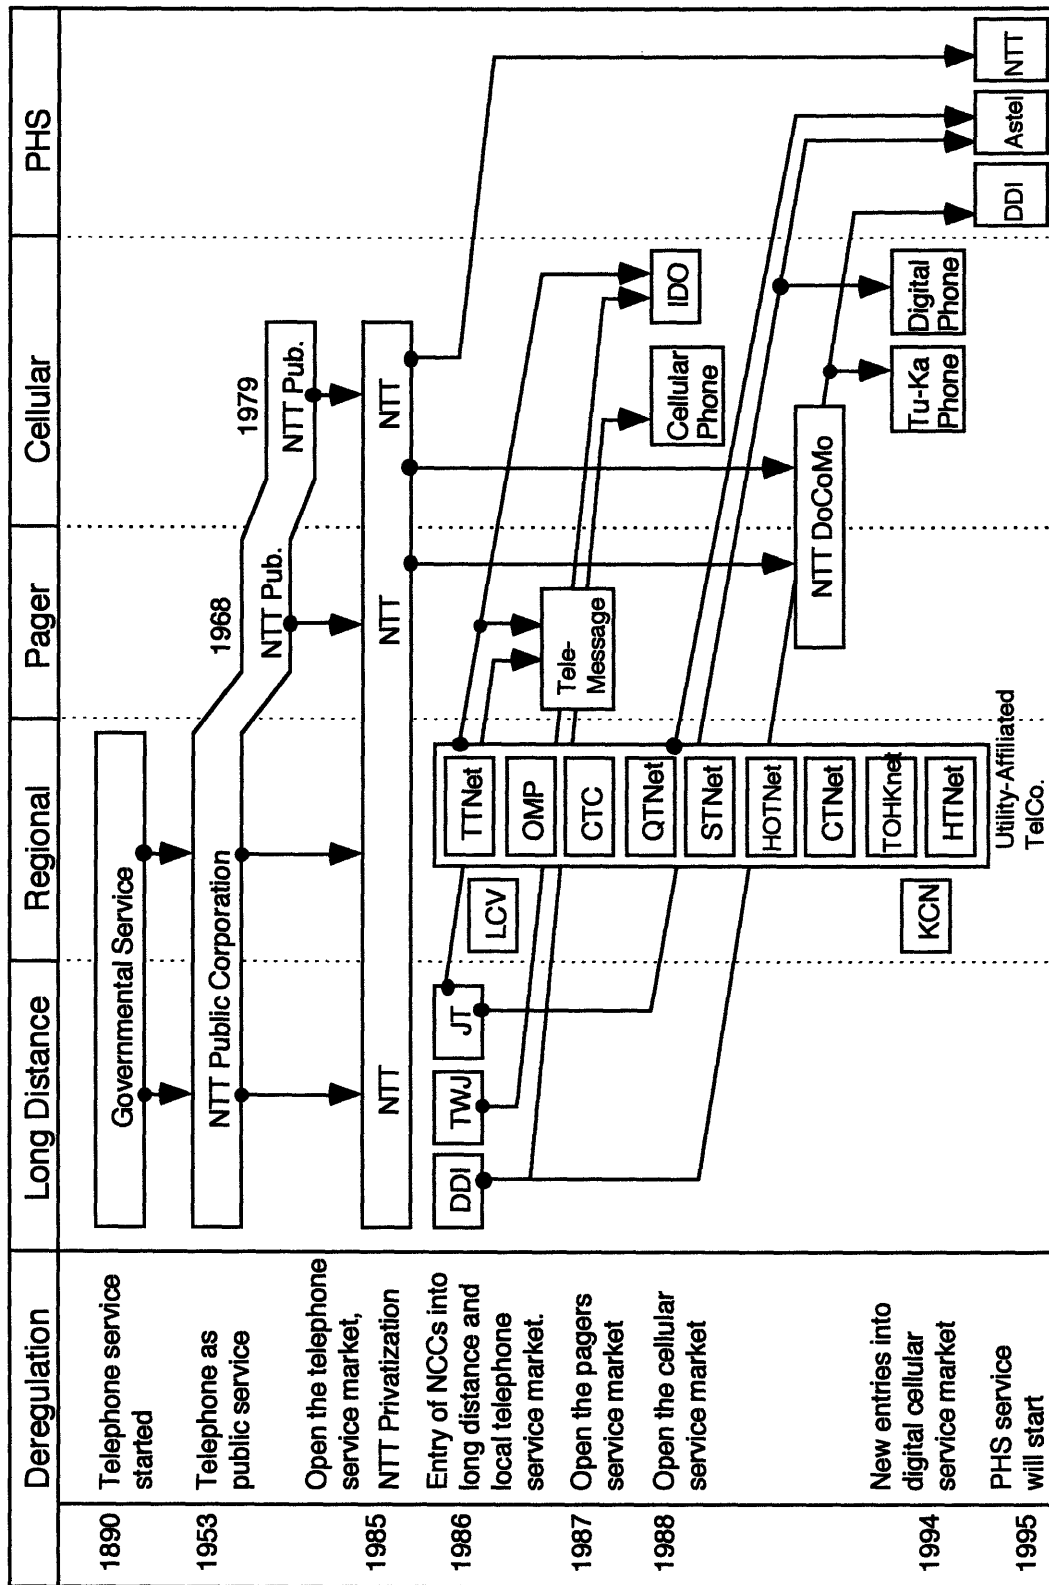 Deregulation
Long Distance
Regional
Pager
Cellular
PHS
1890
Telephone service
started
Governmental Service
1953
Telephone as
public service
NTT Public Corporation
1968
NTT Pub.
1979
NTT Pub.
1985
Open the telephone
service market,
NTT Privatization
NTT
NTT
NTT
1986
Entry of NCCs into
long distance and
local telephone
service market.
DDI
TWJ
JT
LCV
TTNet
OMP
CTC
QTNet
STNet
HOTNet
CTNet
TOHKnet
HTNet
Utility-Affiliated
TelCo.
KCN
1987
Open the pagers
service market
Tele-
Message
1988
Open the cellular
service market
Cellular
Phone
IDO
NTT DoCoMo
1994
New entries into
digital cellular
service market
Tu-Ka
Phone
Digital
Phone
1995
PHS service
will start
DDI
Astel
NTT